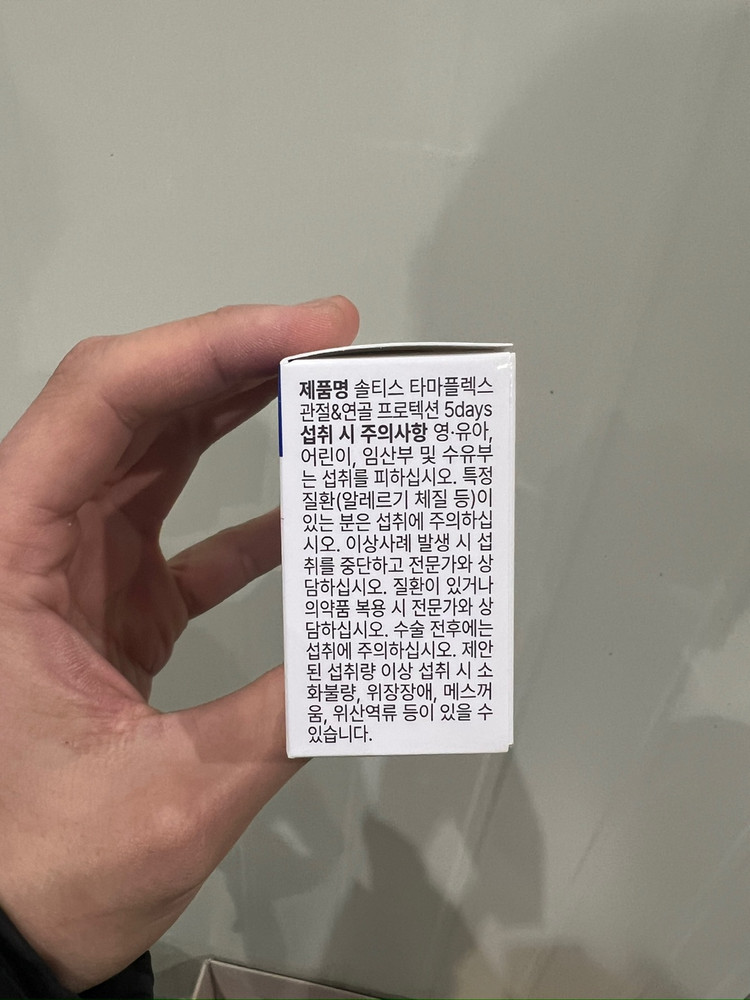 제품명 솔티스 타마플렉스
관절&연골 프로텍션 5days
섭취 시 주의사항 영·유아,
어린이, 임산부 및 수유부
는 섭취를 피하십시오. 특정
질환(알레르기 체질 등)이
있는 분은 섭취에 주의하십
시오. 이상사례 발생 시 섭
취를 중단하고 전문가와 상
담하십시오. 질환이 있거나
의약품 복용 시 전문가와 상
담하십시오. 수술 전후에는
섭취에 주의하십시오. 제안
된 섭취량 이상 섭취 시 소
화불량, 위장장애, 메스꺼
움, 위산역류 등이 있을 수
있습니다.